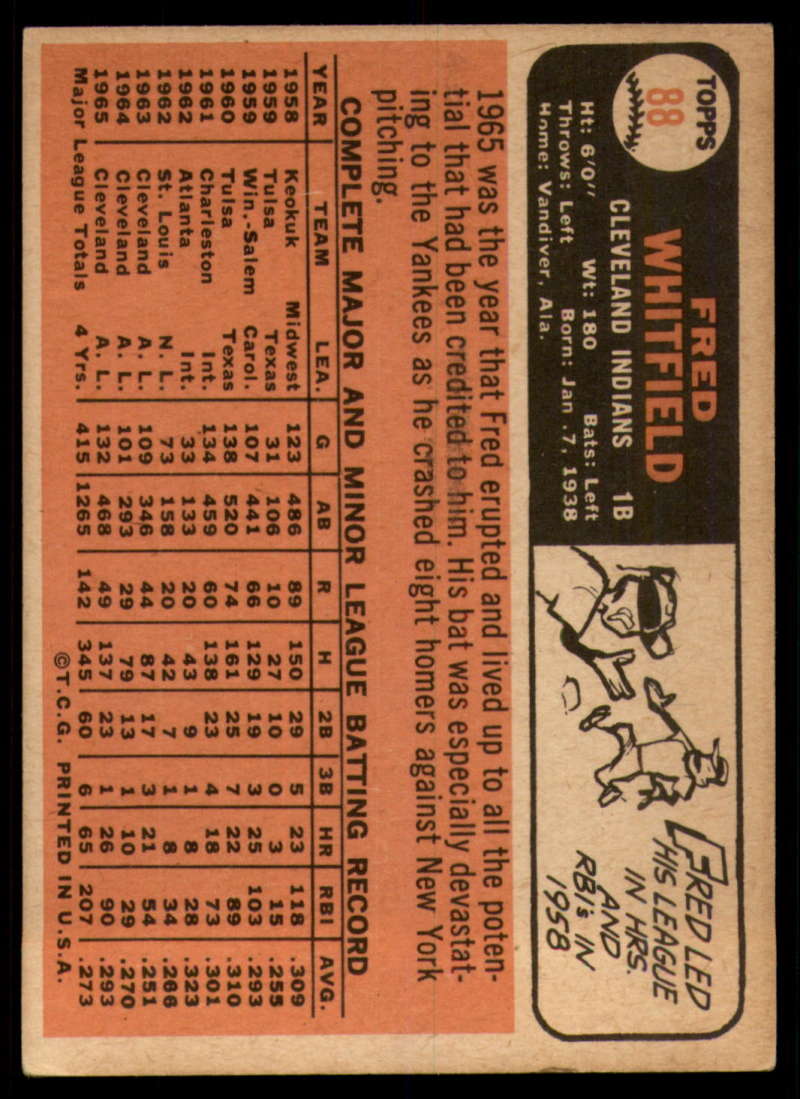 TOPPS
88
FRED
WHITFIELD
CLEVELAND INDIANS 1B
Ht: 6'0" Wt: 180 Bats: Left
Throws: Left Born: Jan .7, 1938
Home: Vandiver, Ala.
FRED LED
HIS LEAGUE
IN HRS.
AND
RBI's IN
1958
1965 was the year that Fred erupted and lived up to all the poten-
tial that had been credited to him. His bat was especially devastat-
ing to the Yankees as he crashed eight homers against New York
pitching.
COMPLETE MAJOR AND MINOR LEAGUE BATTING RECORD
YEAR TEAM LEA. G AB R H 2B 3B HR RBI AVG.
1958 Keokuk Midwest 123 486 89 150 29 5 23 118 .309
1959 Tulsa Texas 31 106 10 27 10 0 3 15 .255
1959 Win.-Salem Carol. 107 441 66 129 19 3 25 103 .293
1960 Tulsa Texas 138 520 74 161 25 7 22 89 .310
1961 Charleston Int. 134 459 60 138 23 4 18 73 .301
1962 Atlanta Int. 33 133 20 43 9 1 8 28 .323
1962 St. Louis N. L. 73 158 20 42 7 1 8 34 .266
1963 Cleveland A. L. 109 346 44 87 17 3 21 54 .251
1964 Cleveland A. L. 101 293 29 79 13 1 10 29 .270
1965 Cleveland A. L. 132 468 49 137 23 1 26 90 .293
Major League Totals 4 Yrs. 415 1265 142 345 60 6 65 207 .273
©T.C.G. PRINTED IN U.S.A.